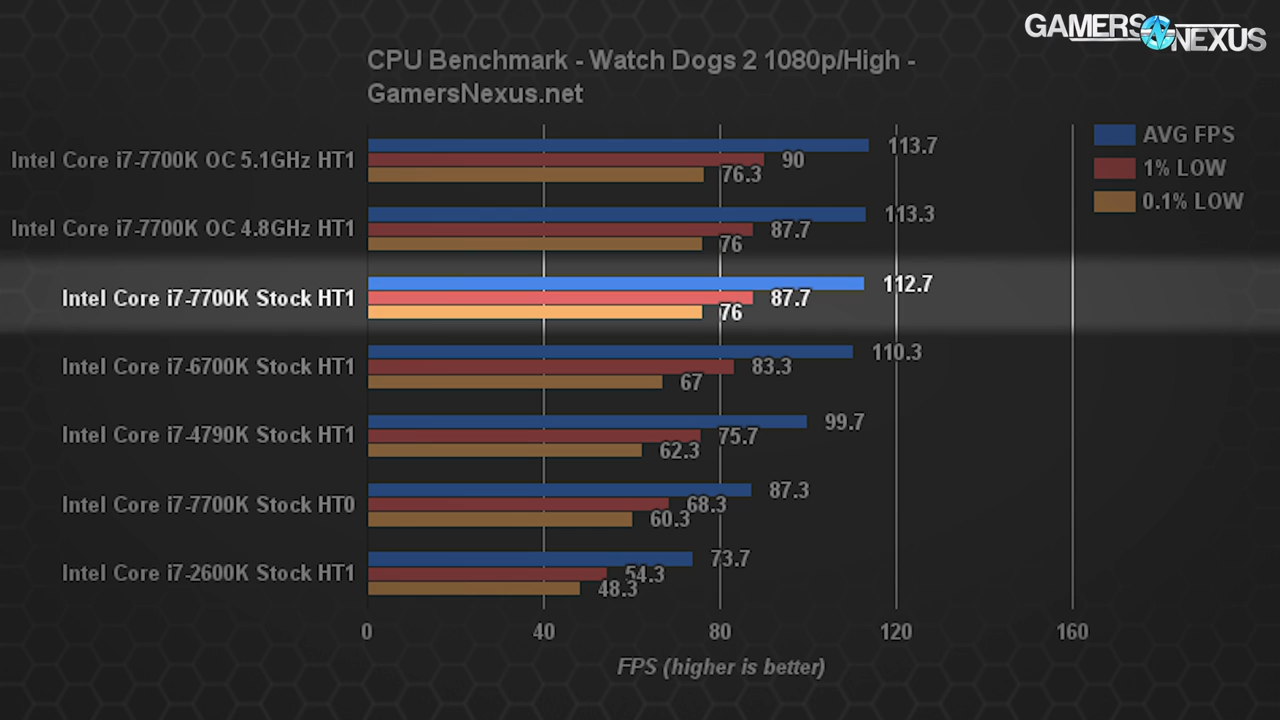 GAMERS NEXUS
CPU Benchmark - Watch Dogs 2 1080p/High -
GamersNexus.net
AVG FPS
1% LOW
0.1% LOW
Intel Core i7-7700K OC 5.1GHz HT1
113.7
90
76.3
Intel Core i7-7700K OC 4.8GHz HT1
113.3
87.7
76
Intel Core i7-7700K Stock HT1
112.7
87.7
76
Intel Core i7-6700K Stock HT1
110.3
83.3
67
Intel Core i7-4790K Stock HT1
99.7
75.7
62.3
Intel Core i7-7700K Stock HT0
87.3
68.3
60.3
Intel Core i7-2600K Stock HT1
73.7
54.3
48.3
0 40 80 120 160
FPS (higher is better)